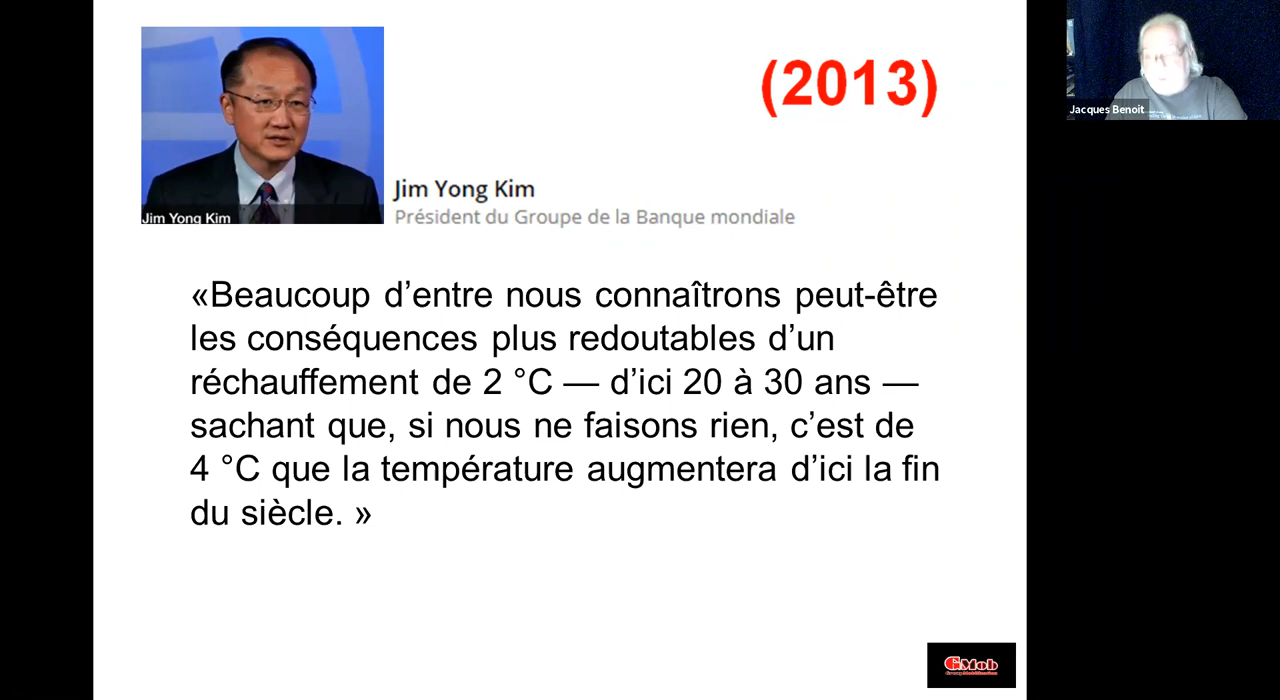 (2013)
Jacques Benoit
Jim Yong Kim
Président du Groupe de la Banque mondiale
Jim Yong Kim
«Beaucoup d’entre nous connaîtrons peut-être
les conséquences plus redoutables d’un
réchauffement de 2 °C — d’ici 20 à 30 ans —
sachant que, si nous ne faisons rien, c’est de
4 °C que la température augmentera d’ici la fin
du siècle. »
GMob